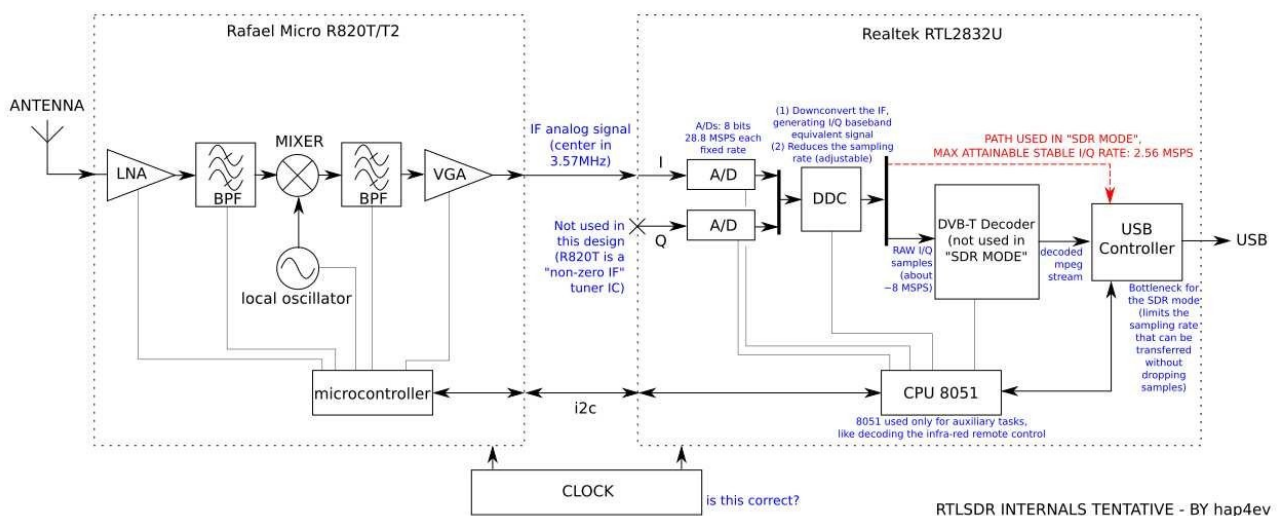 Rafael Micro R820T/T2
Realtek RTL2832U
ANTENNA
LNA
BPF
MIXER
BPF
VGA
local oscillator
microcontroller
IF analog signal
(center in
3.57MHz)
I
Q
Not used in
this design
(R820T is a
"non-zero IF"
tuner IC)
i2c
A/Ds: 8 bits
28.8 MSPS each
fixed rate
A/D
A/D
(1) Downconvert the IF,
generating I/Q baseband
equivalent signal
(2) Reduces the sampling
rate (adjustable)
DDC
PATH USED IN "SDR MODE",
MAX ATTAINABLE STABLE I/Q RATE: 2.56 MSPS
RAW I/Q
samples
(about
~8 MSPS)
DVB-T Decoder
(not used in
"SDR MODE"
decoded
mpeg
stream
USB
Controller
USB
Bottleneck for
the SDR mode
(limits the
sampling rate
that can be
transferred
without
dropping
samples)
CPU 8051
8051 used only for auxiliary tasks,
like decoding the infra-red remote control
CLOCK
is this correct?
RTLSDR INTERNALS TENTATIVE - BY hap4ev